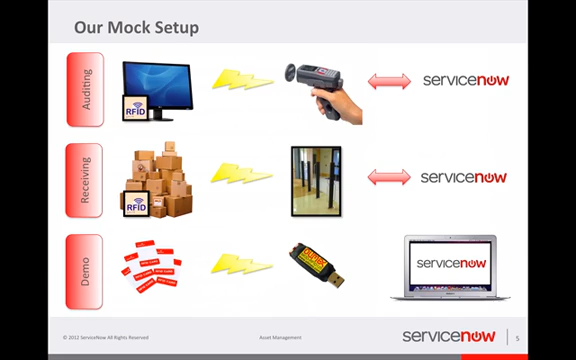 Our Mock Setup
Auditing
RFID
servicenow
Receiving
RFID
servicenow
Demo
servicenow
© 2012 ServiceNow All Rights Reserved
Asset Management
servicenow
5